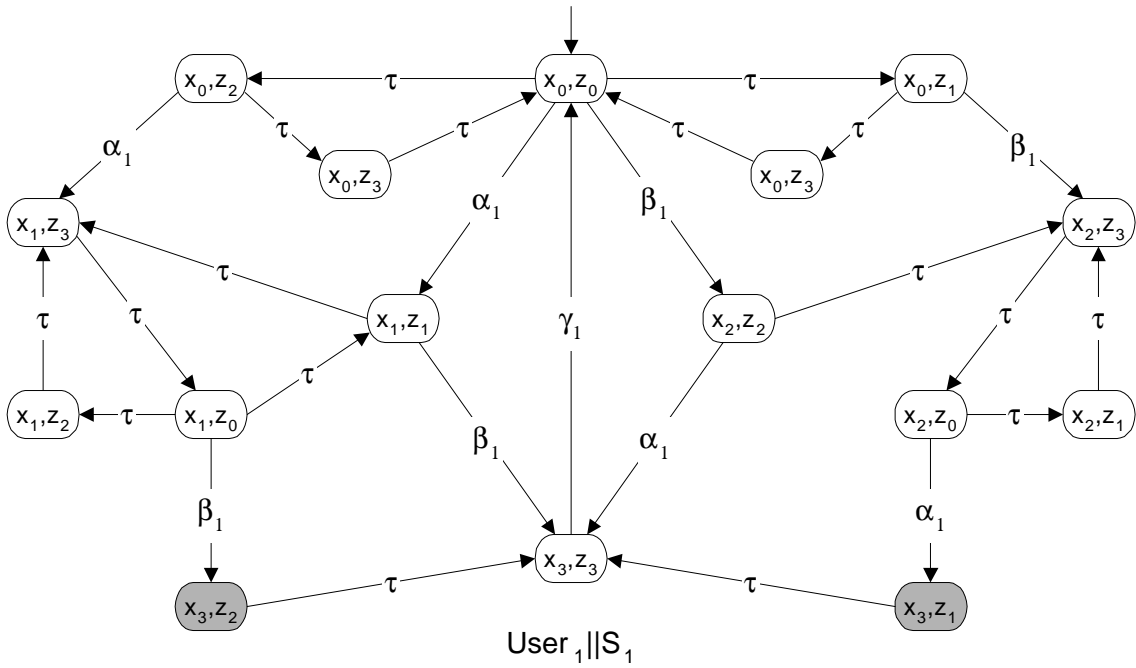 x₀,z₂ τ x₀,z₀ τ x₀,z₁
τ τ τ τ
α₁ β₁
x₀,z₃ x₀,z₃
α₁ β₁
x₁,z₃ x₂,z₃
τ τ
τ x₁,z₁ γ₁ x₂,z₂ τ
τ τ
τ
x₁,z₂ τ x₁,z₀ x₂,z₀ τ x₂,z₁
β₁ α₁
β₁ α₁
x₃,z₃
τ τ
x₃,z₂ x₃,z₁
User ₁||S₁